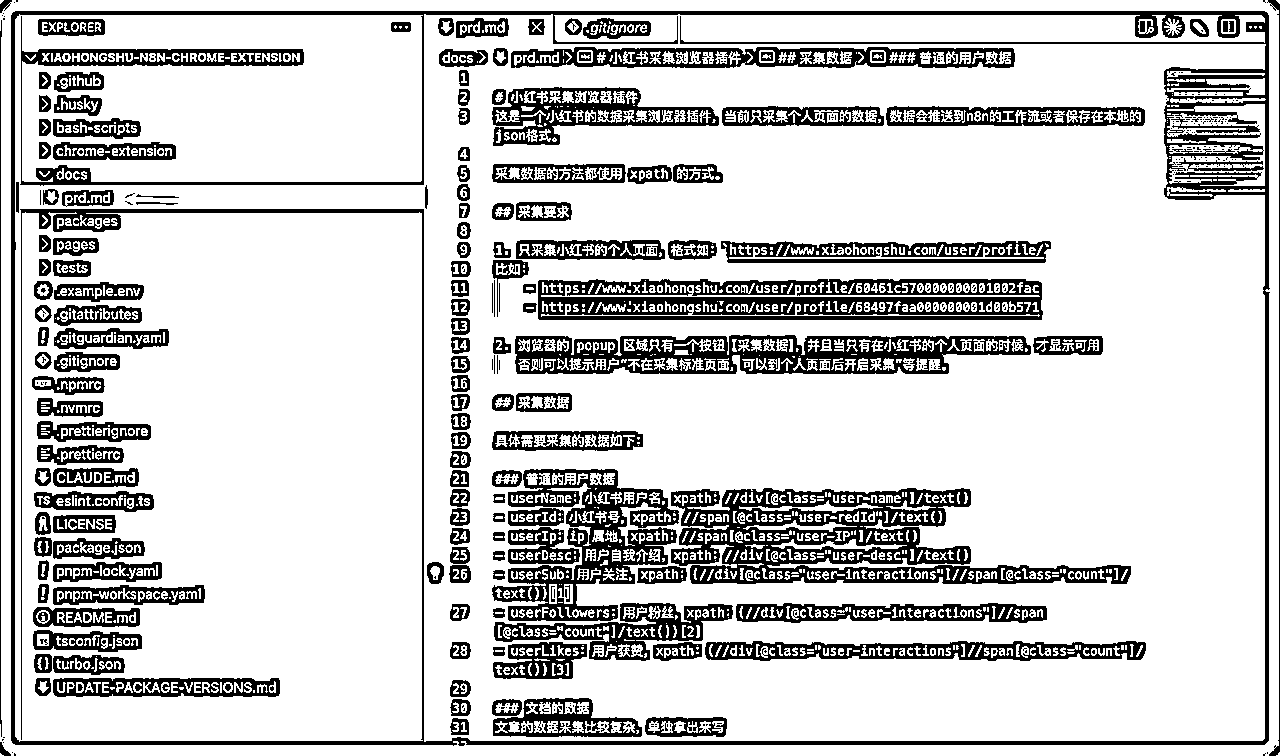 EXPLORER
XIAOHONGSHU-N8N-CHROME-EXTENSION
.github
.husky
bash-scripts
chrome-extension
docs
prd.md
packages
pages
tests
.example.env
.gitattributes
.gitguardian.yaml
.gitignore
.npmrc
.nvmrc
.prettierignore
.prettierrc
CLAUDE.md
TS eslint.config.ts
LICENSE
package.json
pnpm-lock.yaml
pnpm-workspace.yaml
README.md
tsconfig.json
turbo.json
UPDATE-PACKAGE-VERSIONS.md
prd.md .gitignore
docs > prd.md > # 小红书采集浏览器插件 > ## 采集数据 > ### 普通的用户数据
1
2 # 小红书采集浏览器插件
3 这是一个小红书的数据采集浏览器插件，当前只采集个人页面的数据，数据会推送到n8n的工作流或者保存在本地的
json格式。
4
5 采集数据的方法都使用 xpath 的方式。
6
7 ## 采集要求
8
9 1. 只采集小红书的个人页面，格式如：`https://www.xiaohongshu.com/user/profile/`
10 比如：
11 - https://www.xiaohongshu.com/user/profile/60461c570000000001002fac
12 - https://www.xiaohongshu.com/user/profile/68497faa000000001d00b571
13
14 2. 浏览器的 popup 区域只有一个按钮【采集数据】，并且当只有在小红书的个人页面的时候，才显示可用
15 否则可以提示用户“不在采集标准页面，可以到个人页面后开启采集”等提醒。
16
17 ## 采集数据
18
19 具体需要采集的数据如下：
20
21 ### 普通的用户数据
22 - userName：小红书用户名，xpath：//div[@class="user-name"]/text()
23 - userId：小红书号，xpath：//span[@class="user-redId"]/text()
24 - userIp：ip 属地，xpath：//span[@class="user-IP"]/text()
25 - userDesc：用户自我介绍，xpath：//div[@class="user-desc"]/text()
26 - userSub：用户关注，xpath：(//div[@class="user-interactions"]//span[@class="count"]/
text())[1]
27 - userFollowers：用户粉丝，xpath：(//div[@class="user-interactions"]//span
[@class="count"]/text())[2]
28 - userLikes：用户获赞，xpath：(//div[@class="user-interactions"]//span[@class="count"]/
text())[3]
29
30 ### 文档的数据
31 文章的数据采集比较复杂，单独拿出来写